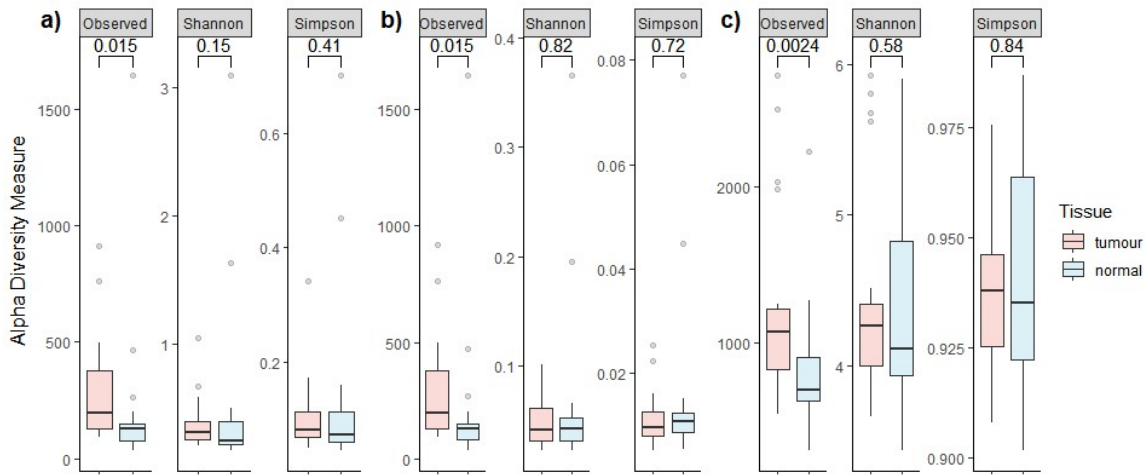 a)
Observed
Shannon
Simpson
0.015
0.15
0.41
1500
1000
500
0
3
2
1
0.6
0.4
0.2
b)
Observed
Shannon
Simpson
0.015
0.82
0.72
1500
1000
500
0
0.4
0.3
0.2
0.1
0.08
0.06
0.04
0.02
c)
Observed
Shannon
Simpson
0.0024
0.58
0.84
2000
1000
6
5
4
0.975
0.950
0.925
0.900
Alpha Diversity Measure
Tissue
tumour
normal